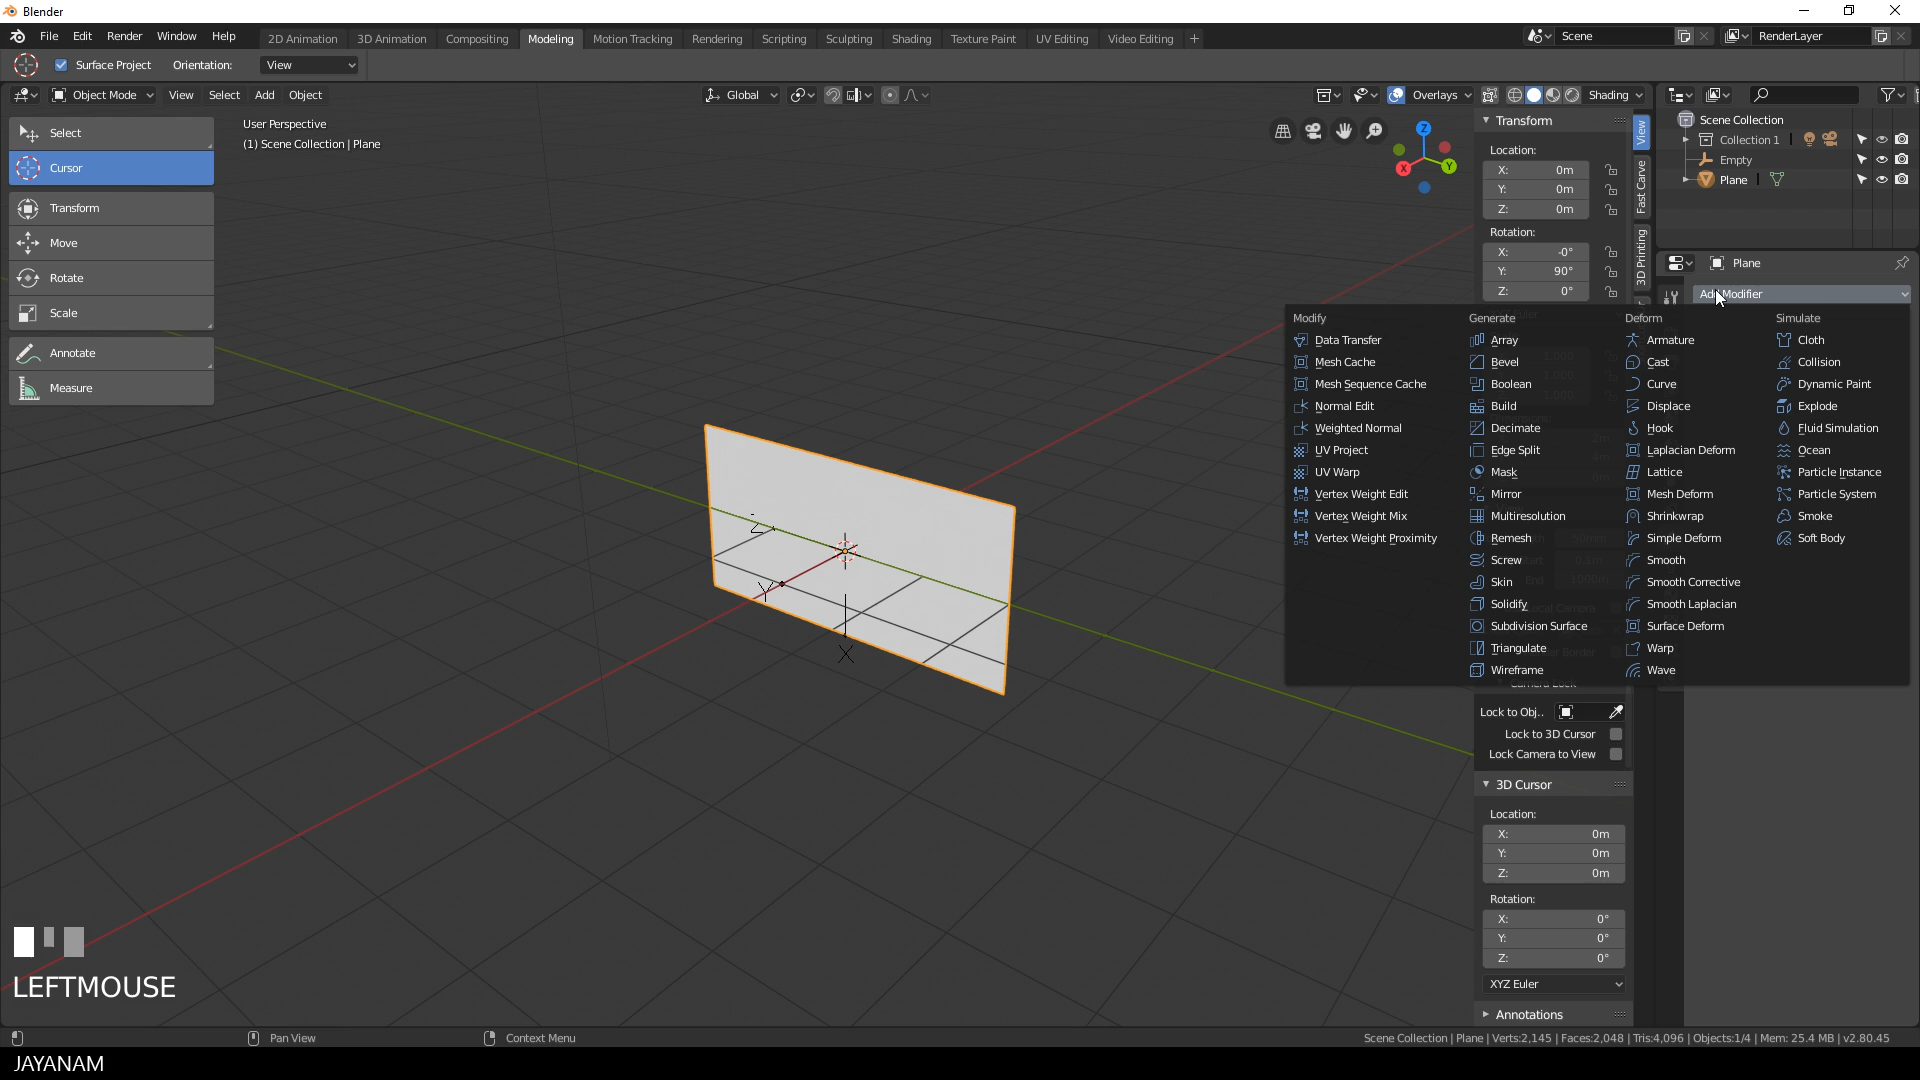 Blender
File Edit Render Window Help 2D Animation 3D Animation Compositing Modeling Motion Tracking Rendering Scripting Sculpting Shading Texture Paint UV Editing Video Editing + Scene RenderLayer
Surface Project Orientation: View
Object Mode View Select Add Object Global Overlays Shading
User Perspective
(1) Scene Collection | Plane
Select
Cursor
Transform
Move
Rotate
Scale
Annotate
Measure
Z
Y
X
Z
X
Y
Transform
Location:
X: 0m
Y: 0m
Z: 0m
Rotation:
X: -0°
Y: 90°
Z: 0°
View
Fast Carve
3D Printing
Scene Collection
Collection 1
Empty
Plane
Plane
Add Modifier
Modify
Data Transfer
Mesh Cache
Mesh Sequence Cache
Normal Edit
Weighted Normal
UV Project
UV Warp
Vertex Weight Edit
Vertex Weight Mix
Vertex Weight Proximity
Generate
Array
Bevel
Boolean
Build
Decimate
Edge Split
Mask
Mirror
Multiresolution
Remesh
Screw
Skin
Solidify
Subdivision Surface
Triangulate
Wireframe
Deform
Armature
Cast
Curve
Displace
Hook
Laplacian Deform
Lattice
Mesh Deform
Shrinkwrap
Simple Deform
Smooth
Smooth Corrective
Smooth Laplacian
Surface Deform
Warp
Wave
Simulate
Cloth
Collision
Dynamic Paint
Explode
Fluid Simulation
Ocean
Particle Instance
Particle System
Smoke
Soft Body
Camera Lock
Lock to Obj..
Lock to 3D Cursor
Lock Camera to View
3D Cursor
Location:
X: 0m
Y: 0m
Z: 0m
Rotation:
X: 0°
Y: 0°
Z: 0°
XYZ Euler
Annotations
LEFTMOUSE
Pan View Context Menu Scene Collection | Plane | Verts:2,145 | Faces:2,048 | Tris:4,096 | Objects:1/4 | Mem: 25.4 MB | v2.80.45
JAYANAM